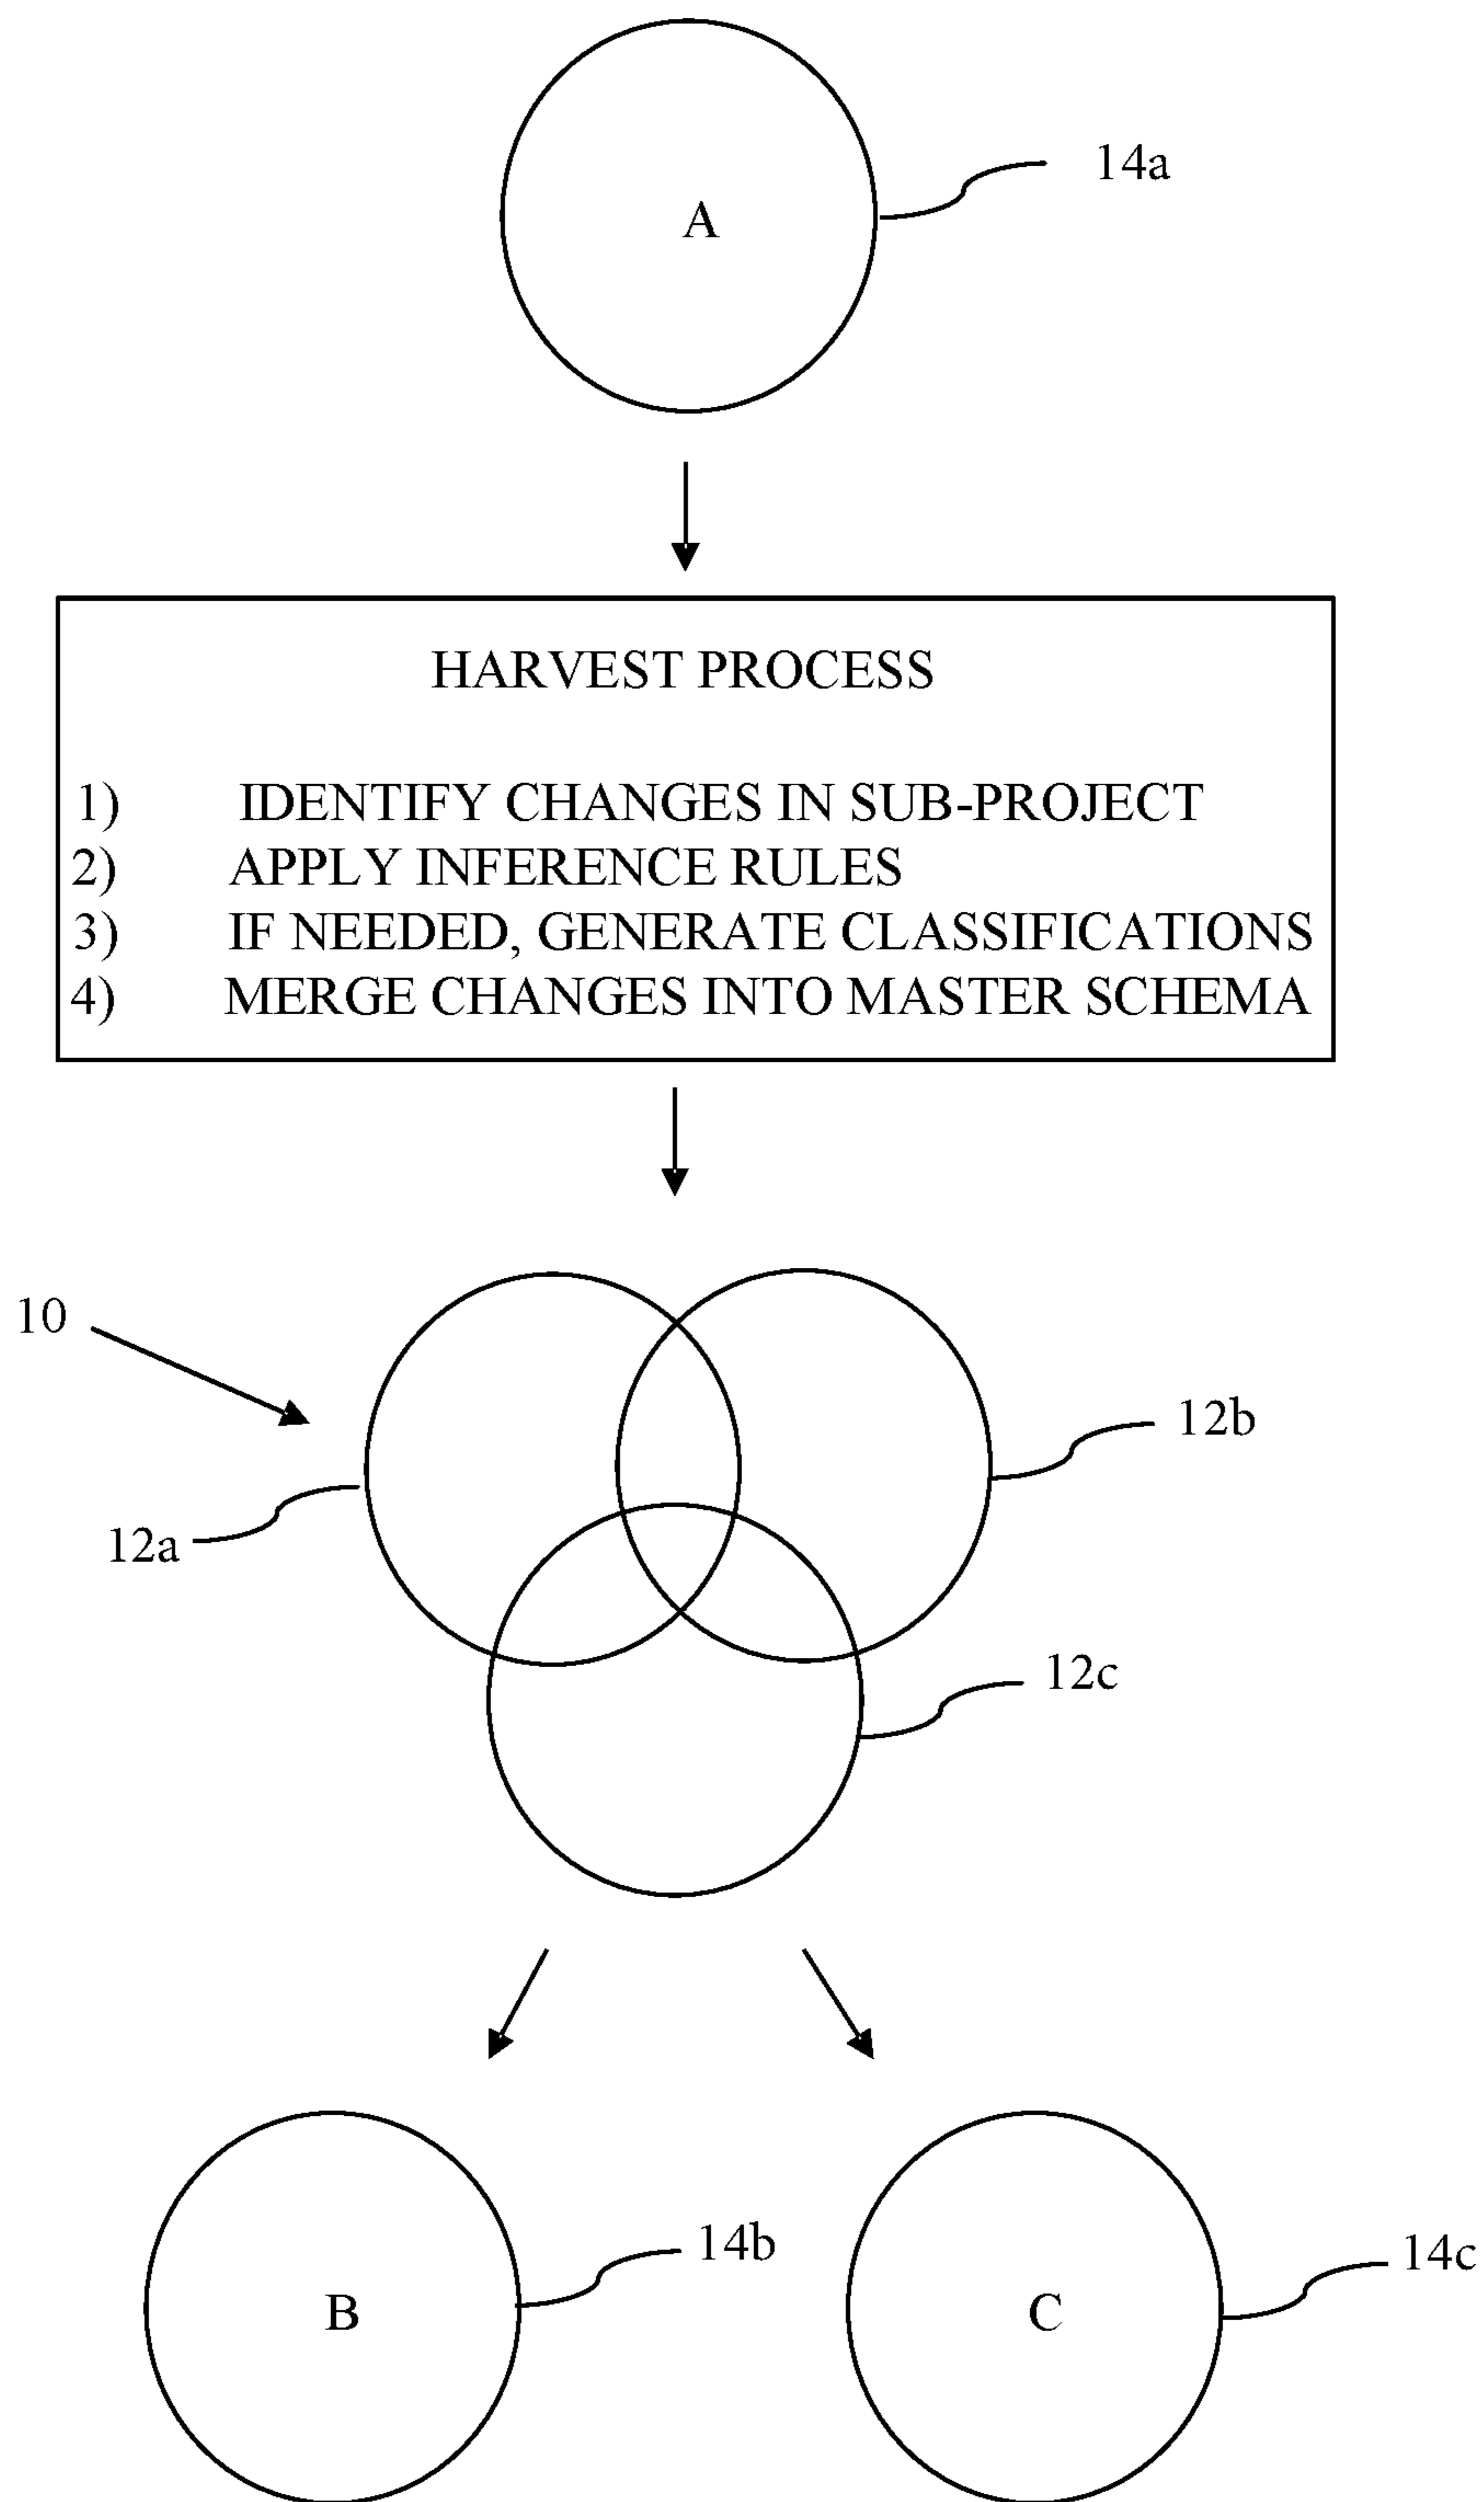 14a
A
HARVEST PROCESS
1) IDENTIFY CHANGES IN SUB-PROJECT
2) APPLY INFERENCE RULES
3) IF NEEDED, GENERATE CLASSIFICATIONS
4) MERGE CHANGES INTO MASTER SCHEMA
10
12b
12a
12c
14b
14c
B
C